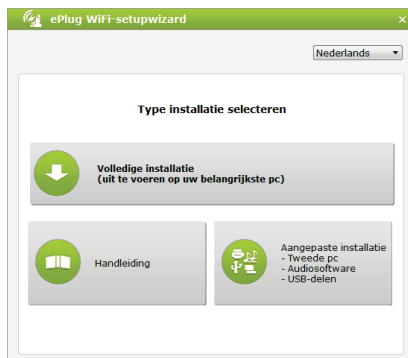 ePlug WiFi-setupwizard
Nederlands
Type installatie selecteren
Volledige installatie
(uit te voeren op uw belangrijkste pc)
Handleiding
Aangepaste installatie
- Tweede pc
- Audiosoftware
- USB-delen